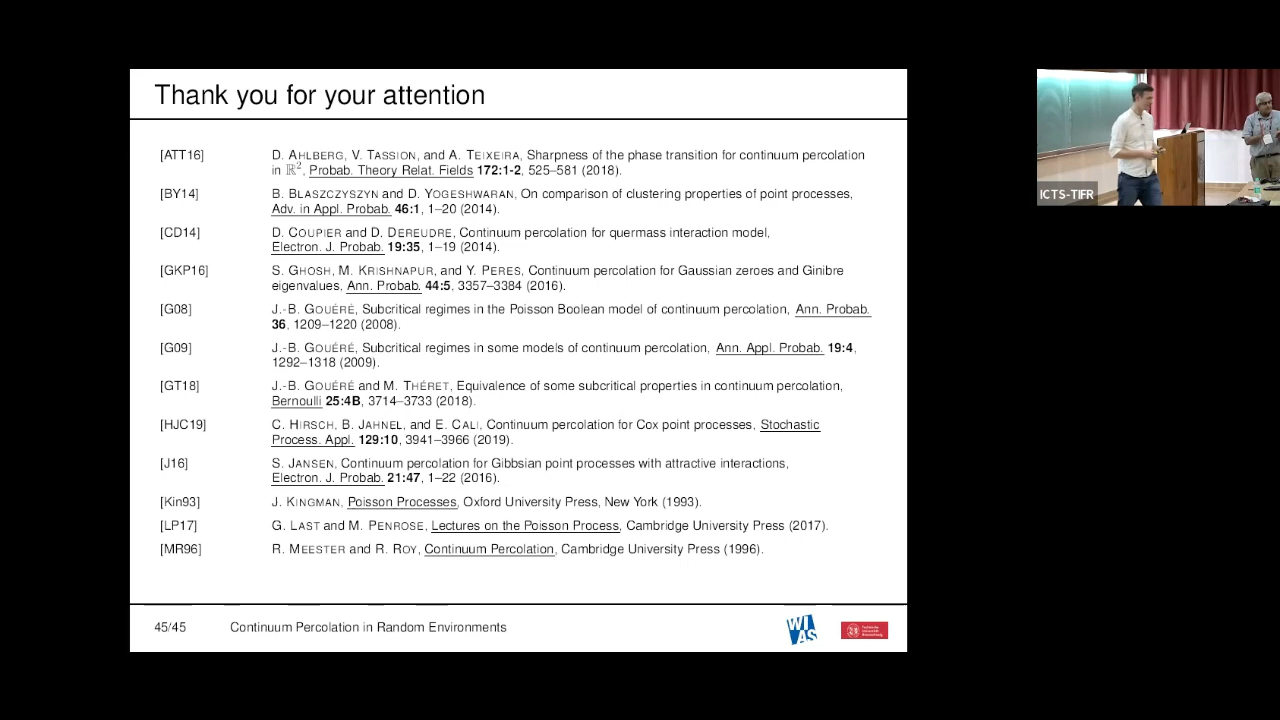 Thank you for your attention
[ATT16] D. AHLBERG, V. TASSION, and A. TEIXEIRA, Sharpness of the phase transition for continuum percolation
in ℝ², Probab. Theory Relat. Fields 172:1-2, 525–581 (2018).
[BY14] B. BLASZCZYSZYN and D. YOGESHWARAN, On comparison of clustering properties of point processes,
Adv. in Appl. Probab. 46:1, 1–20 (2014).
[CD14] D. COUPIER and D. DEREUDRE, Continuum percolation for quermass interaction model,
Electron. J. Probab. 19:35, 1–19 (2014).
[GKP16] S. GHOSH, M. KRISHNAPUR, and Y. PERES, Continuum percolation for Gaussian zeroes and Ginibre
eigenvalues, Ann. Probab. 44:5, 3357–3384 (2016).
[G08] J.-B. GOUÉRÉ, Subcritical regimes in the Poisson Boolean model of continuum percolation, Ann. Probab.
36, 1209–1220 (2008).
[G09] J.-B. GOUÉRÉ, Subcritical regimes in some models of continuum percolation, Ann. Appl. Probab. 19:4,
1292–1318 (2009).
[GT18] J.-B. GOUÉRÉ and M. THÉRET, Equivalence of some subcritical properties in continuum percolation,
Bernoulli 25:4B, 3714–3733 (2018).
[HJC19] C. HIRSCH, B. JAHNEL, and E. CALI, Continuum percolation for Cox point processes, Stochastic
Process. Appl. 129:10, 3941–3966 (2019).
[J16] S. JANSEN, Continuum percolation for Gibbsian point processes with attractive interactions,
Electron. J. Probab. 21:47, 1–22 (2016).
[Kin93] J. KINGMAN, Poisson Processes, Oxford University Press, New York (1993).
[LP17] G. LAST and M. PENROSE, Lectures on the Poisson Process, Cambridge University Press (2017).
[MR96] R. MEESTER and R. ROY, Continuum Percolation, Cambridge University Press (1996).
45/45 Continuum Percolation in Random Environments
WI
AS
ICTS-TIFR